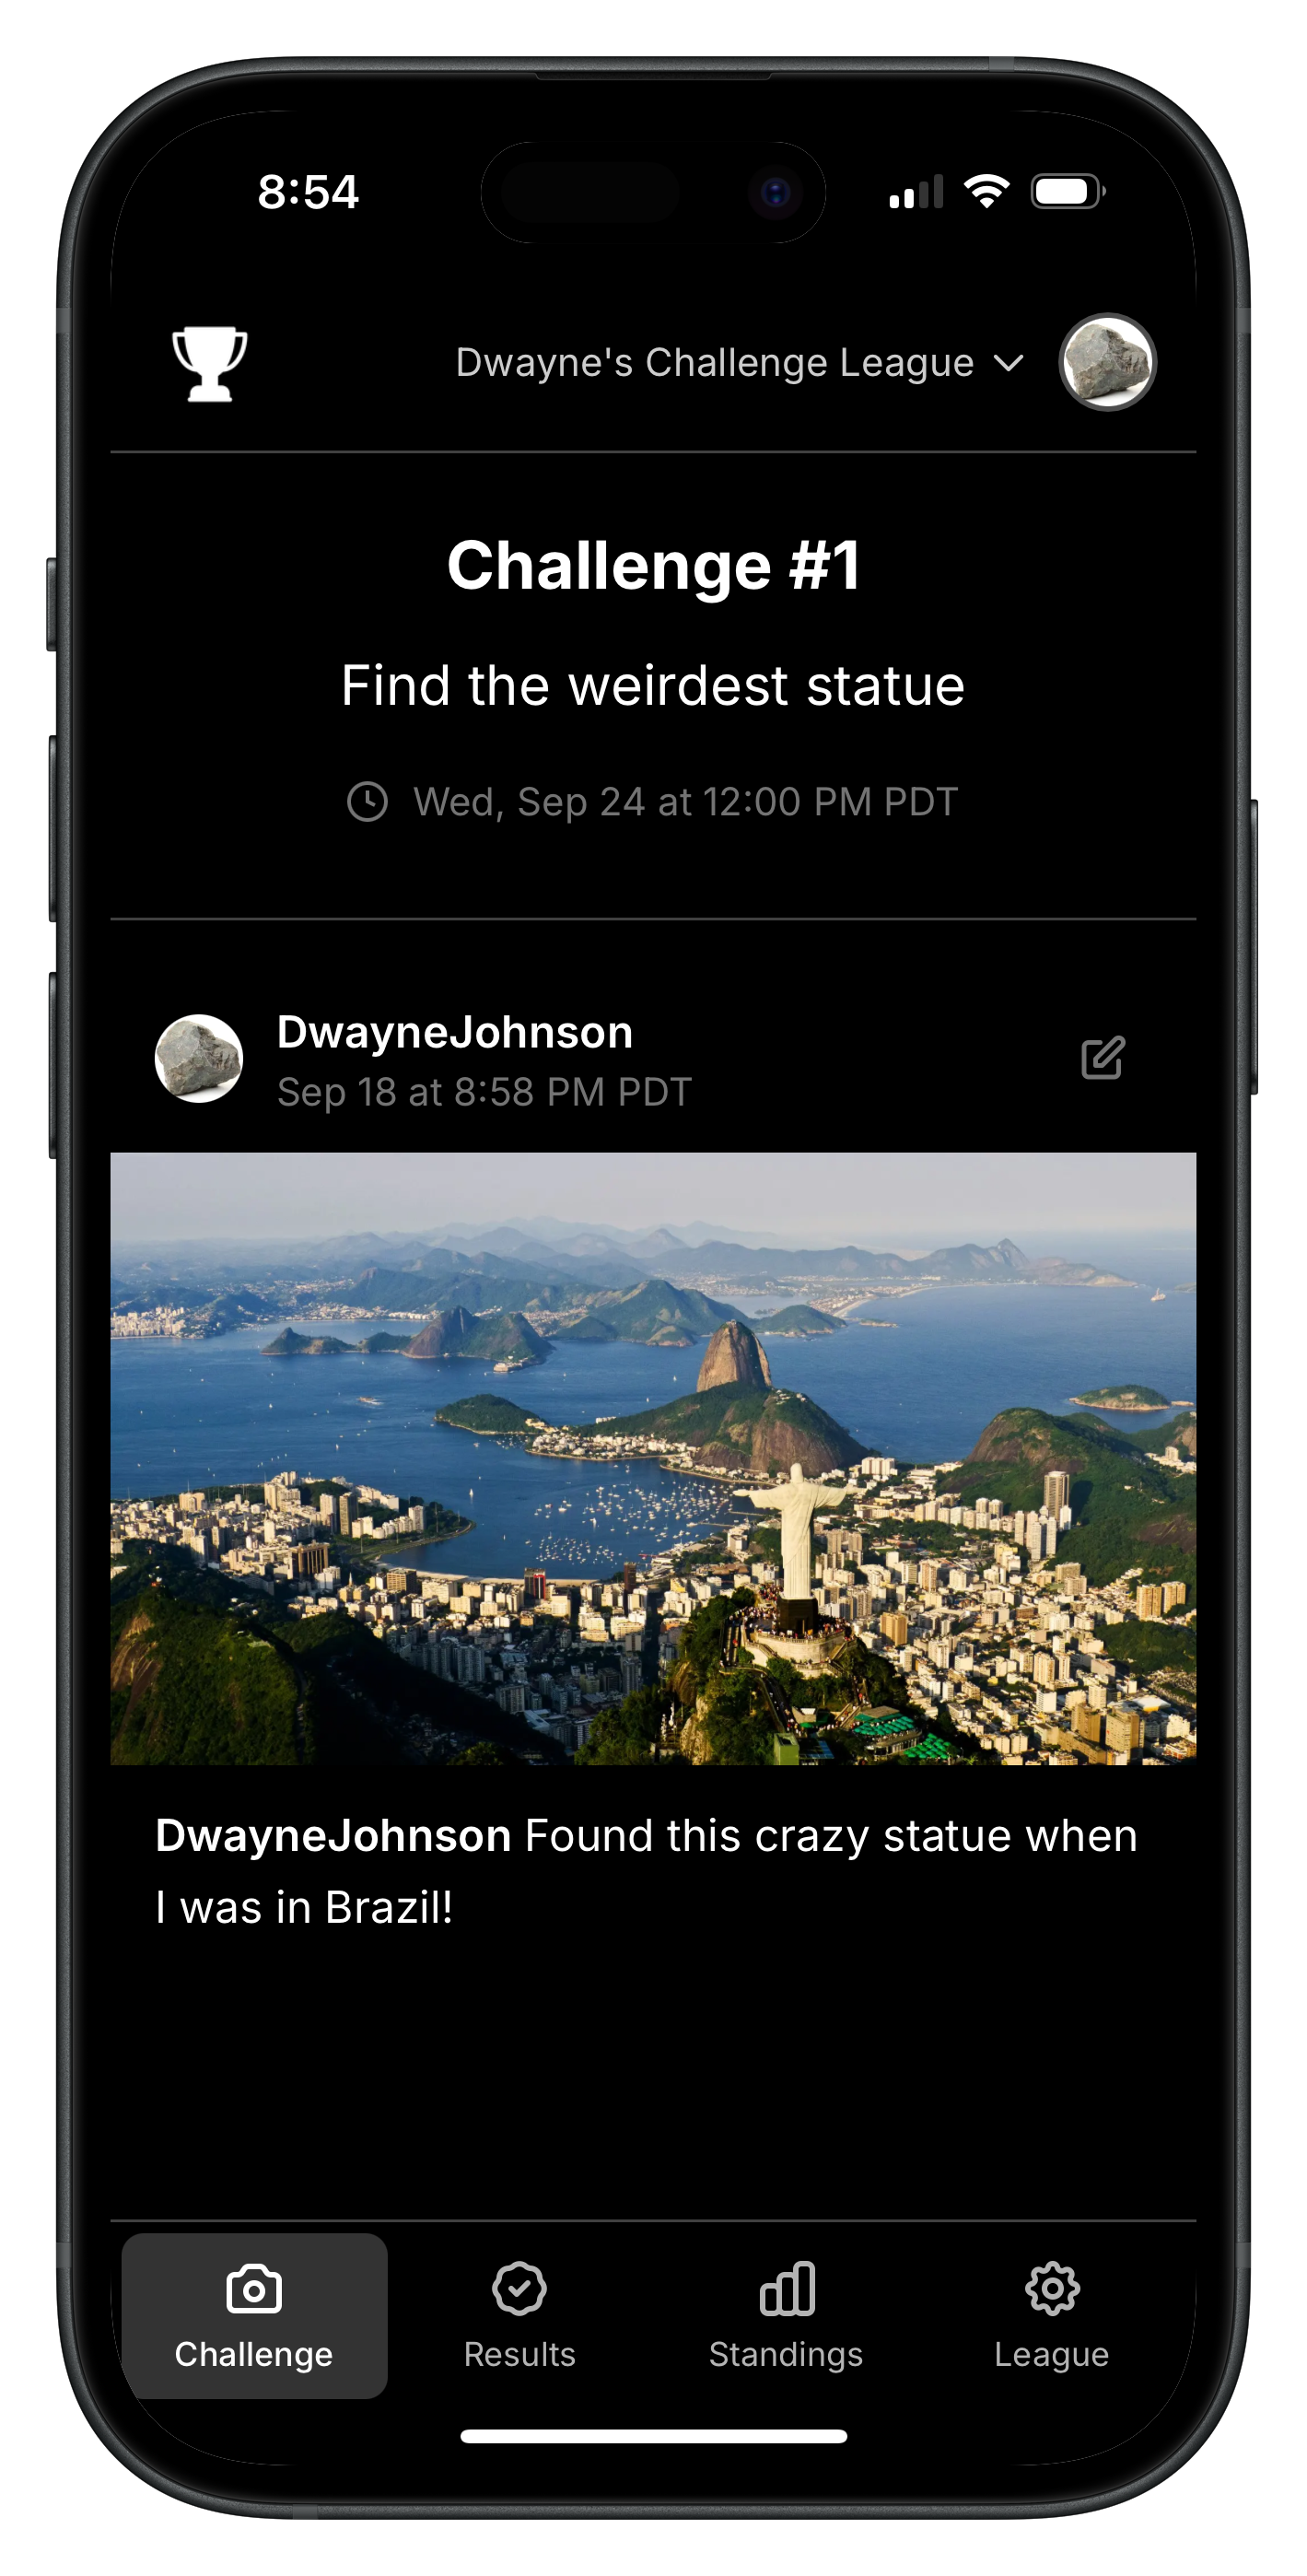 8:54
Dwayne's Challenge League
Challenge #1
Find the weirdest statue
Wed, Sep 24 at 12:00 PM PDT
DwayneJohnson
Sep 18 at 8:58 PM PDT
DwayneJohnson Found this crazy statue when
I was in Brazil!
Challenge
Results
Standings
League